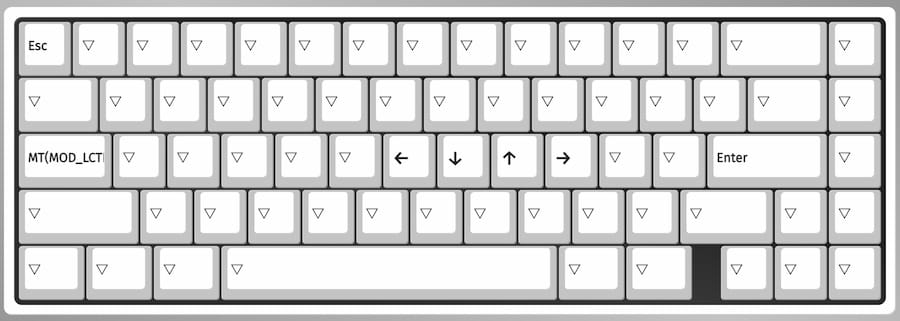 Esc ▽ ▽ ▽ ▽ ▽ ▽ ▽ ▽ ▽ ▽ ▽ ▽ ▽ ▽
▽ ▽ ▽ ▽ ▽ ▽ ▽ ▽ ▽ ▽ ▽ ▽ ▽ ▽ ▽
MT(MOD_LCT ▽ ▽ ▽ ▽ ▽ ← ↓ ↑ → ▽ ▽ Enter ▽
▽ ▽ ▽ ▽ ▽ ▽ ▽ ▽ ▽ ▽ ▽ ▽ ▽ ▽
▽ ▽ ▽ ▽ ▽ ▽ ▽ ▽ ▽